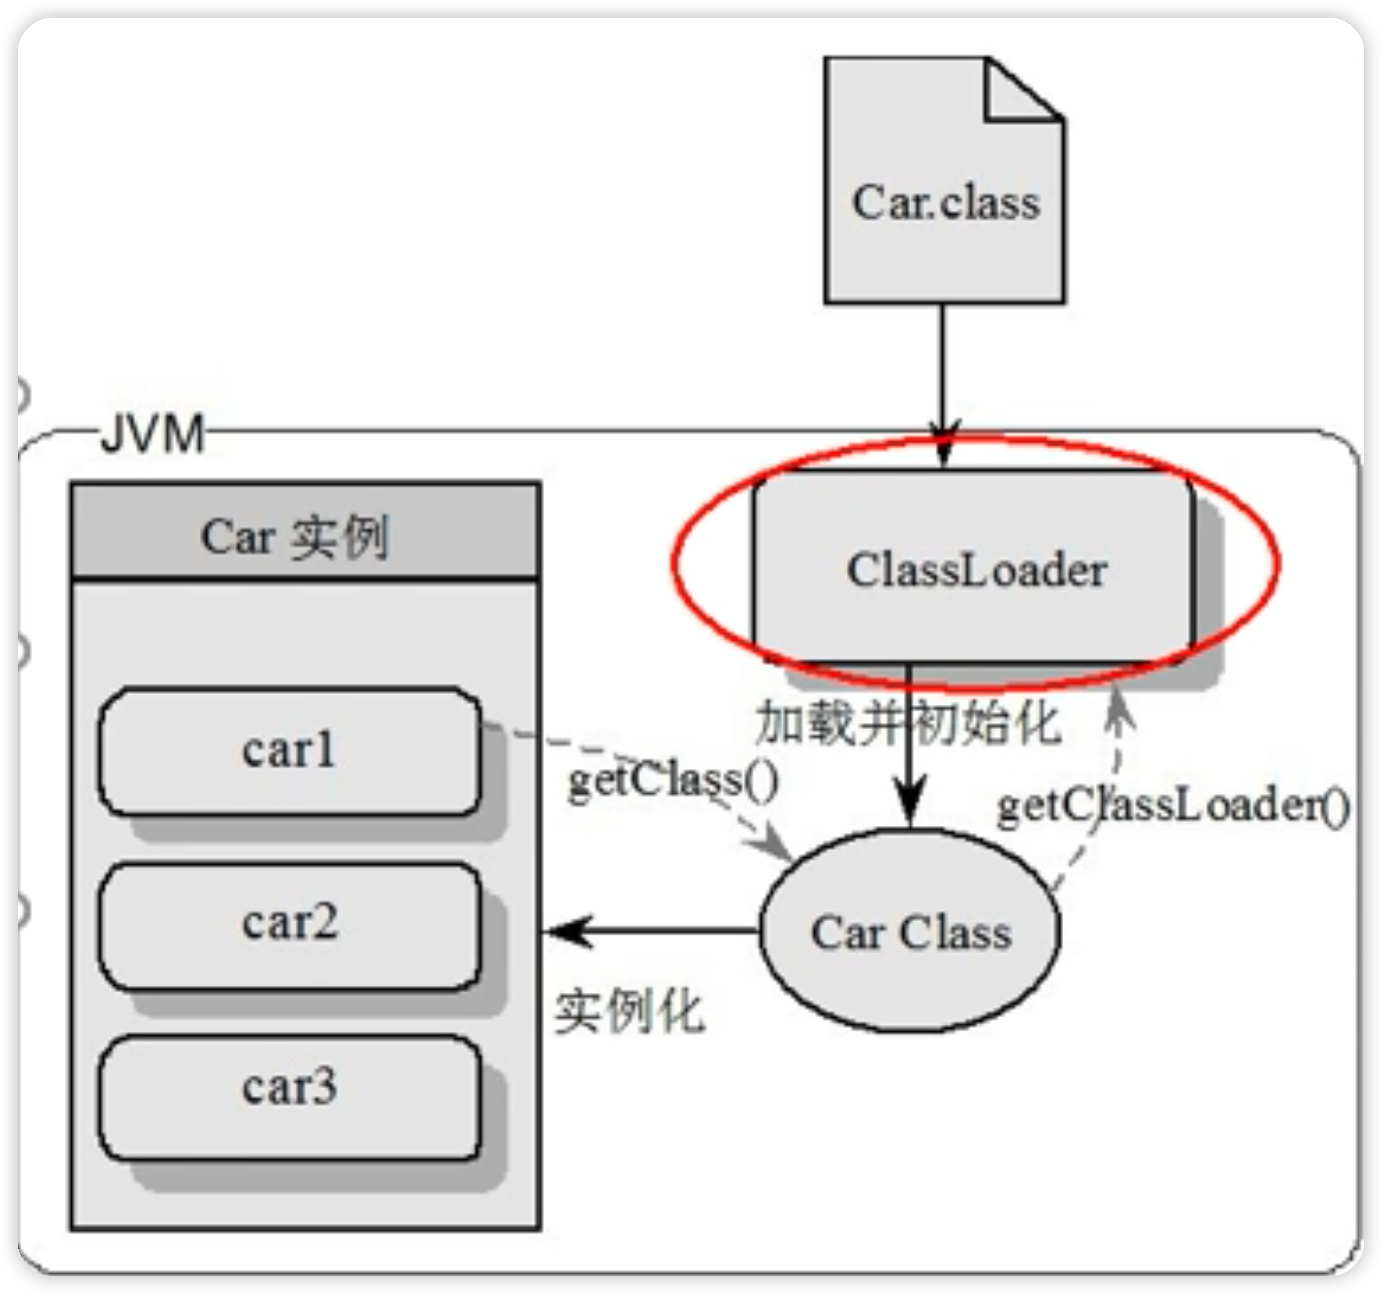 Car.class
JVM
Car 实例
ClassLoader
加载并初始化
car1
getClass()
getClassLoader()
car2
Car Class
实例化
car3